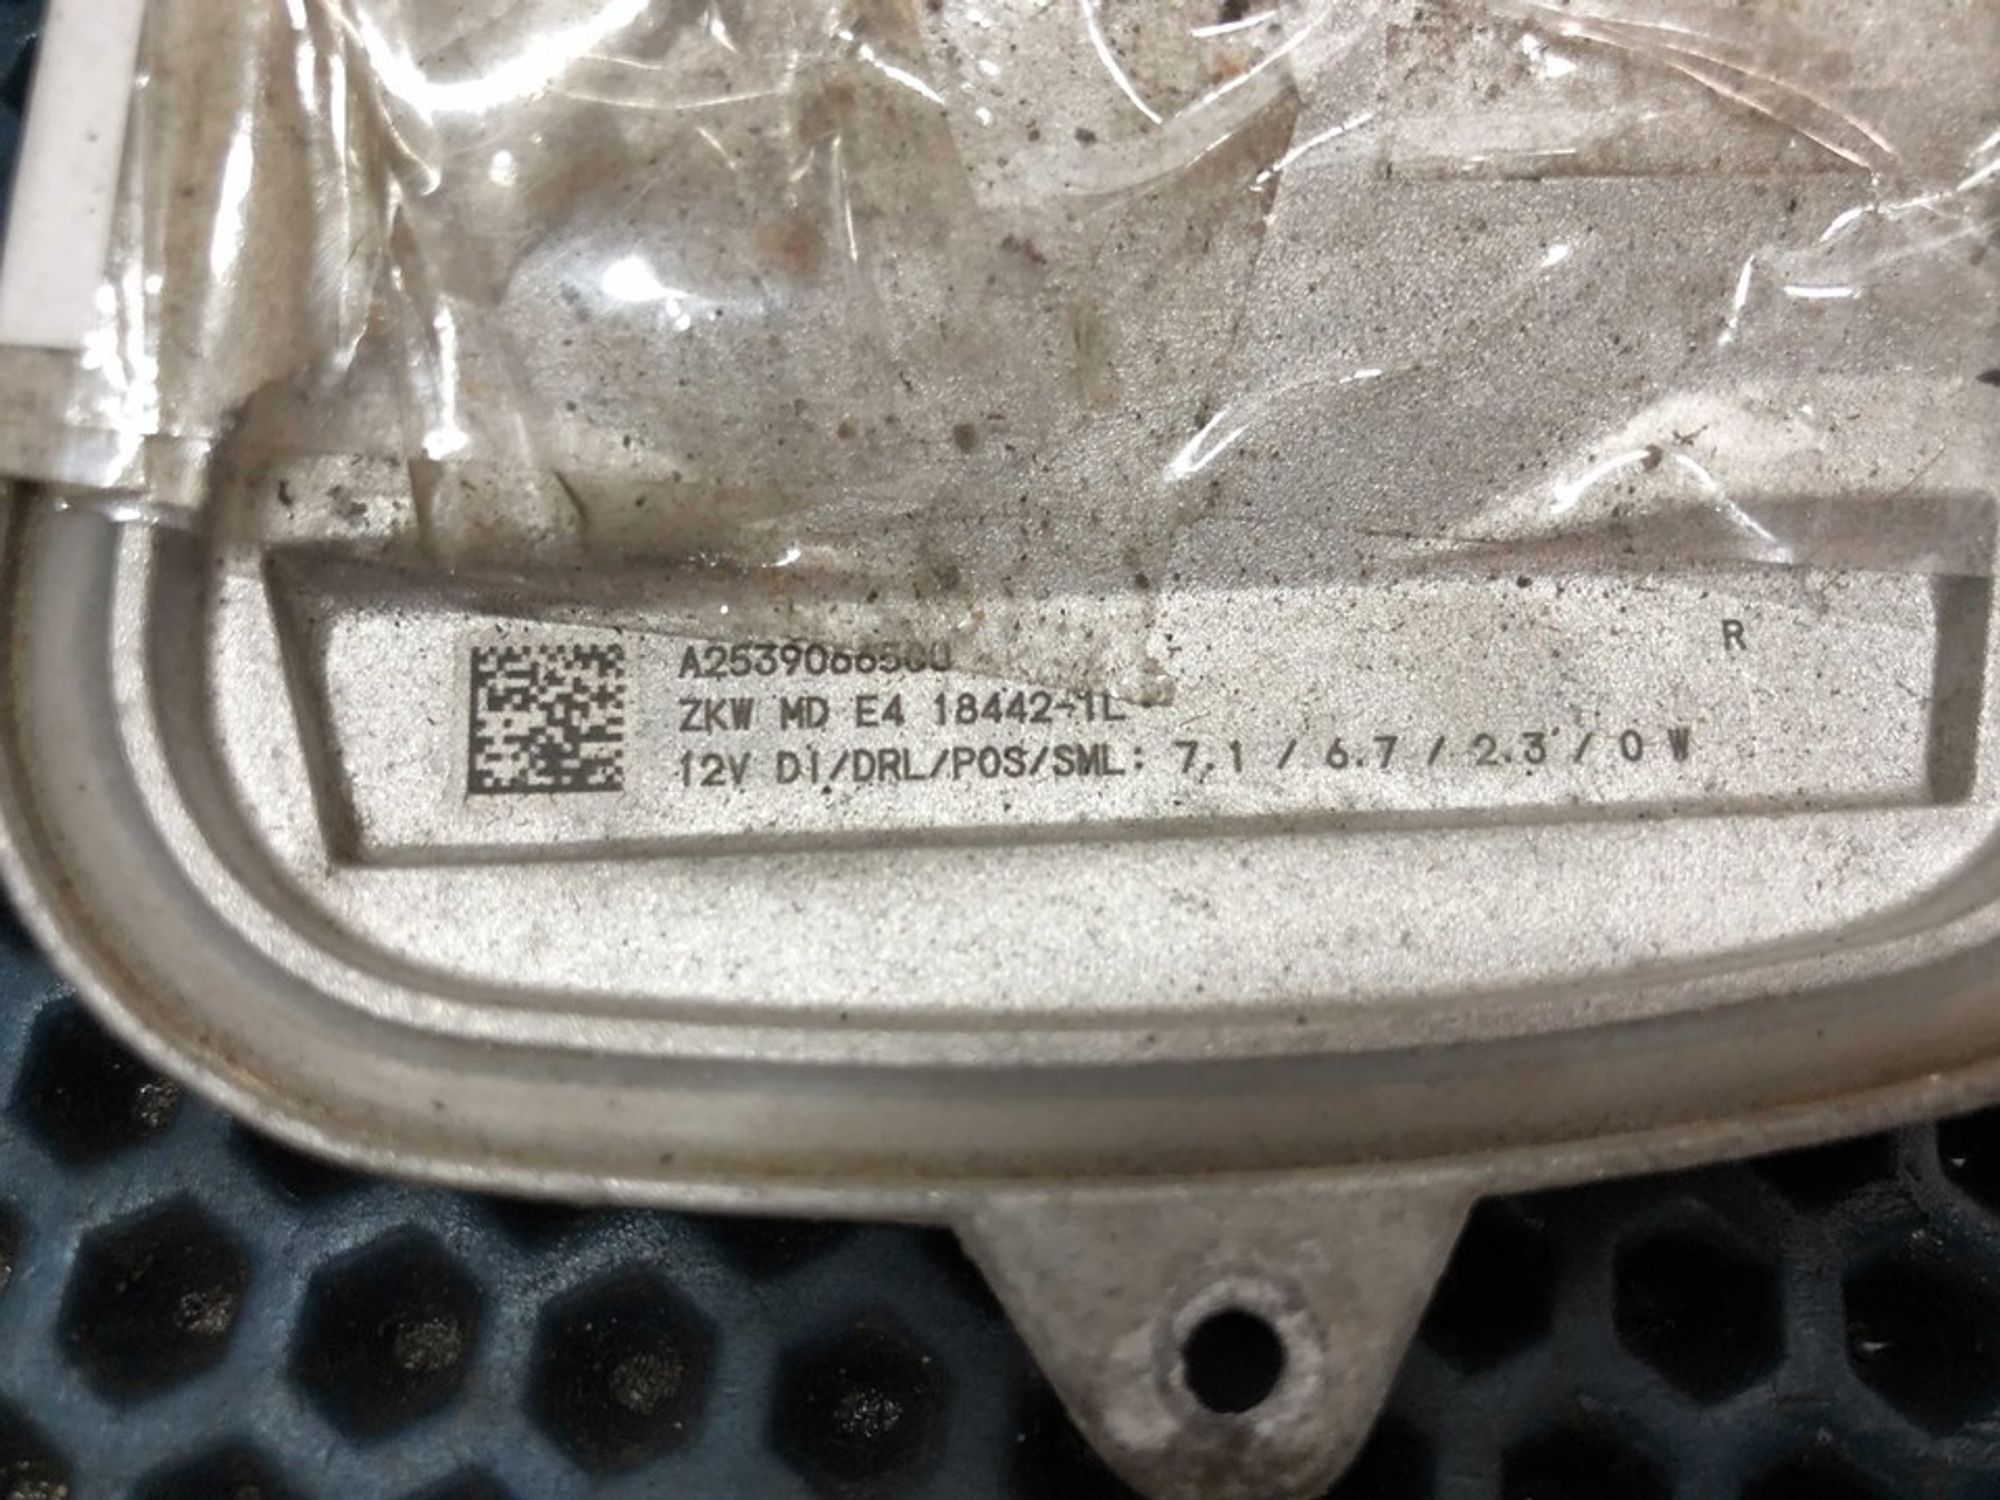 A2539066500
R
ZKW MD E4 18442-1L
12V DI/DRL/POS/SML: 7.1 / 6.7 / 2.3 / 0 W